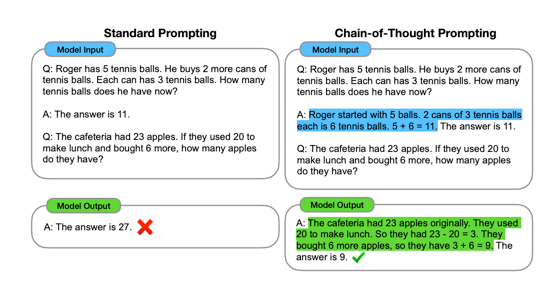 Standard Prompting
Model Input
Q: Roger has 5 tennis balls. He buys 2 more cans of
tennis balls. Each can has 3 tennis balls. How many
tennis balls does he have now?
A: The answer is 11.
Q: The cafeteria had 23 apples. If they used 20 to
make lunch and bought 6 more, how many apples
do they have?
Model Output
A: The answer is 27.
Chain-of-Thought Prompting
Model Input
Q: Roger has 5 tennis balls. He buys 2 more cans of
tennis balls. Each can has 3 tennis balls. How many
tennis balls does he have now?
A: Roger started with 5 balls. 2 cans of 3 tennis balls
each is 6 tennis balls. 5 + 6 = 11. The answer is 11.
Q: The cafeteria had 23 apples. If they used 20 to
make lunch and bought 6 more, how many apples
do they have?
Model Output
A: The cafeteria had 23 apples originally. They used
20 to make lunch. So they had 23 - 20 = 3. They
bought 6 more apples, so they have 3 + 6 = 9. The
answer is 9.